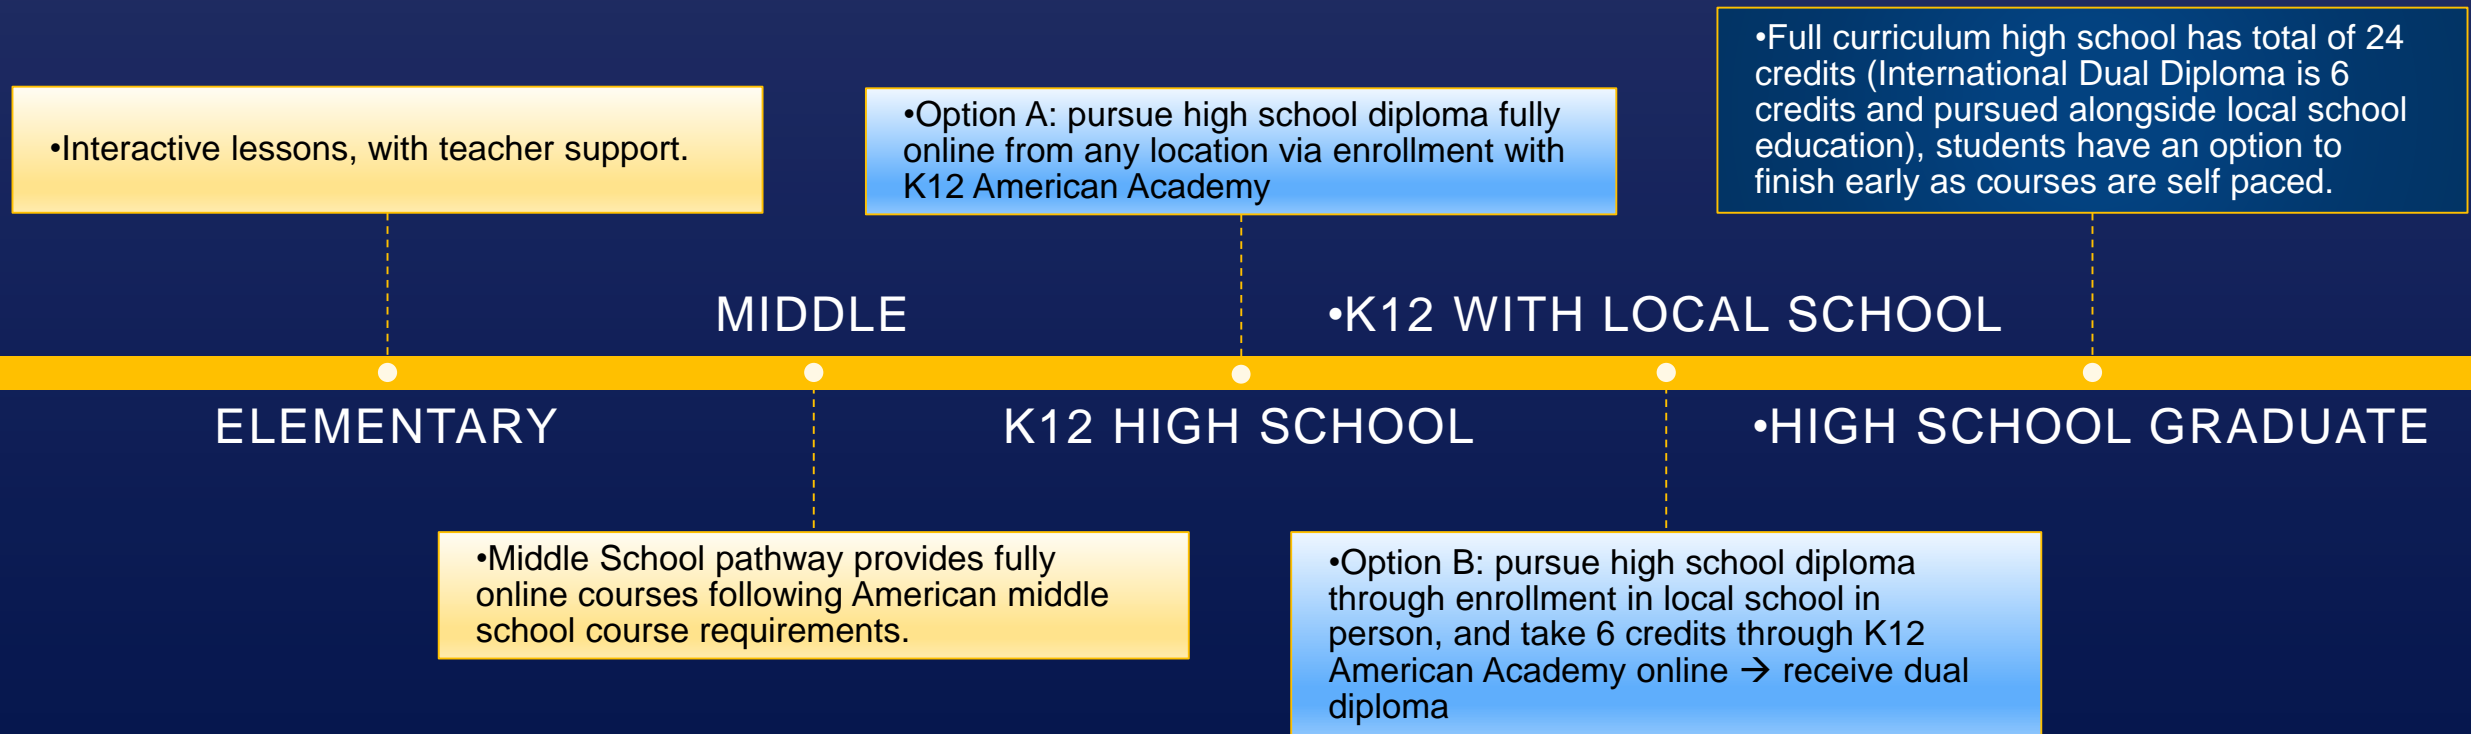 •Interactive lessons, with teacher support.
ELEMENTARY
MIDDLE
•Middle School pathway provides fully
online courses following American middle
school course requirements.
•Option A: pursue high school diploma fully
online from any location via enrollment with
K12 American Academy
K12 HIGH SCHOOL
•K12 WITH LOCAL SCHOOL
•Option B: pursue high school diploma
through enrollment in local school in
person, and take 6 credits through K12
American Academy online → receive dual
diploma
•Full curriculum high school has total of 24
credits (International Dual Diploma is 6
credits and pursued alongside local school
education), students have an option to
finish early as courses are self paced.
•HIGH SCHOOL GRADUATE